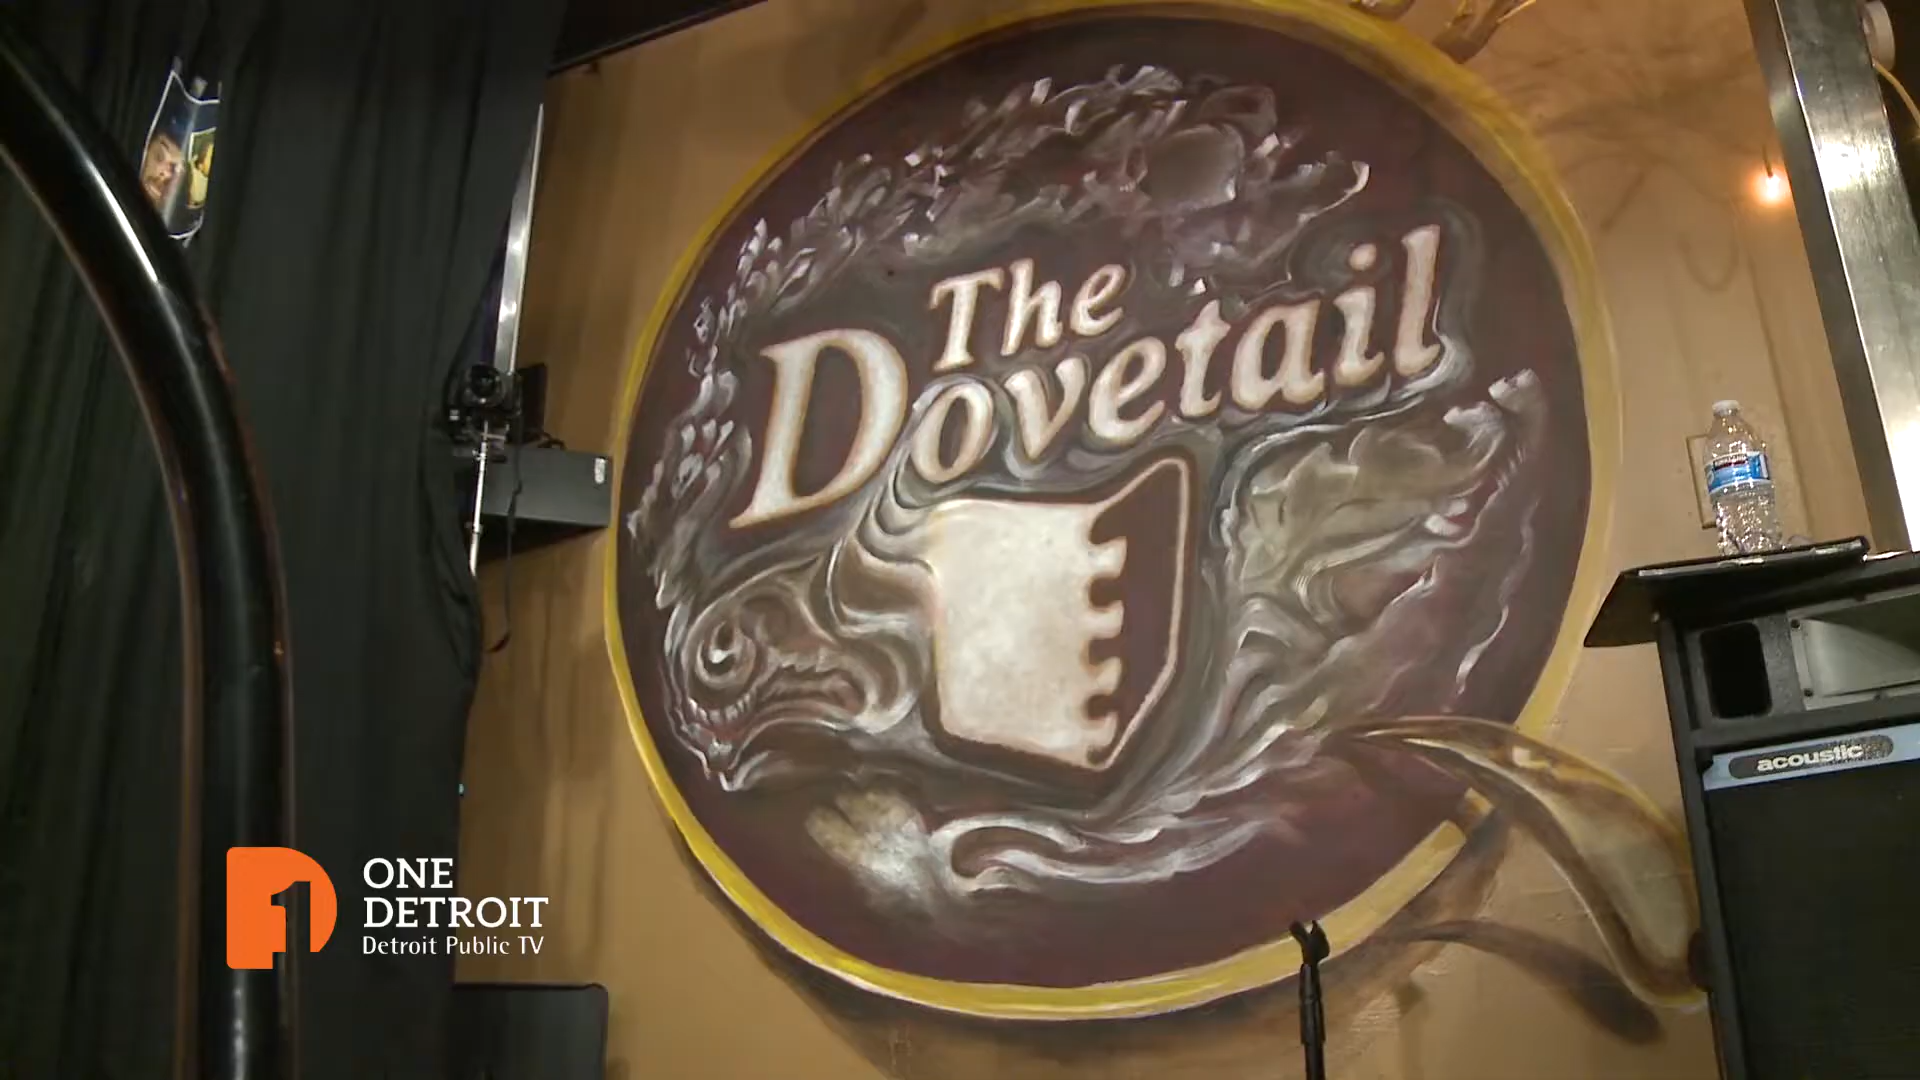 The
Dovetail
acoustic
ONE
DETROIT
Detroit Public TV